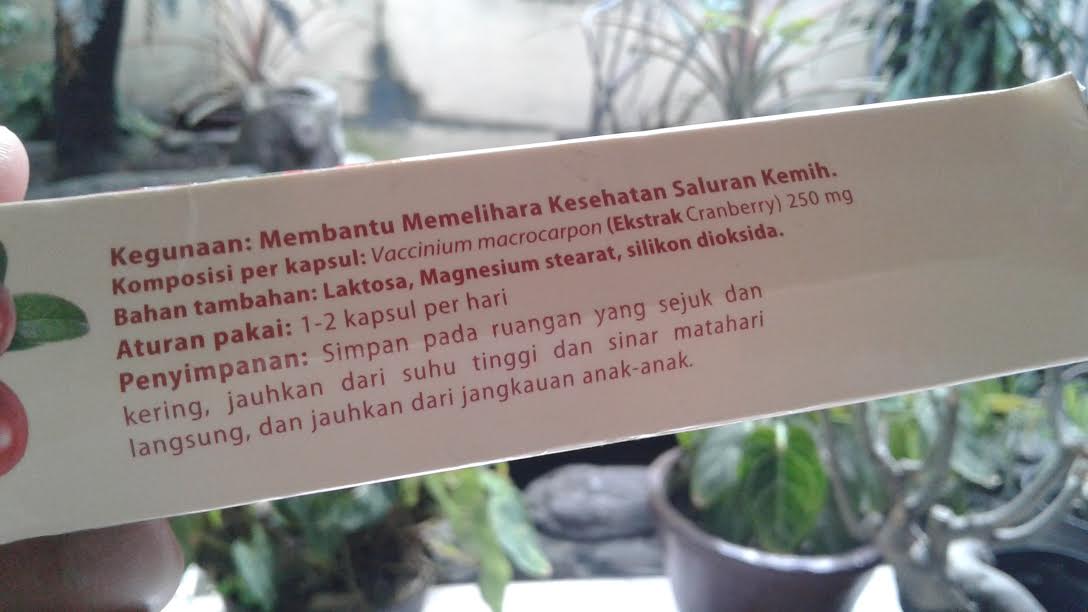 Kegunaan: Membantu Memelihara Kesehatan Saluran Kemih.
Komposisi per kapsul: Vaccinium macrocarpon (Ekstrak Cranberry) 250 mg
Bahan tambahan: Laktosa, Magnesium stearat, silikon dioksida.
Aturan pakai: 1-2 kapsul per hari
Penyimpanan: Simpan pada ruangan yang sejuk dan
kering, jauhkan dari suhu tinggi dan sinar matahari
langsung, dan jauhkan dari jangkauan anak-anak.